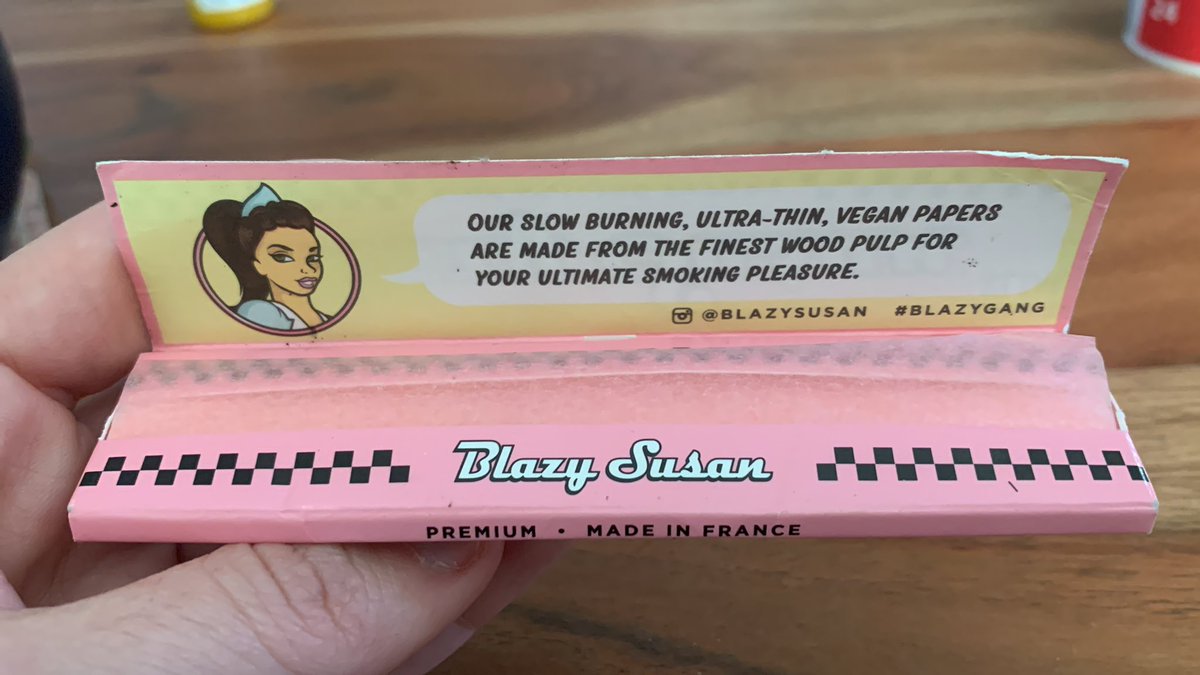 OUR SLOW BURNING, ULTRA-THIN, VEGAN PAPERS
ARE MADE FROM THE FINEST WOOD PULP FOR
YOUR ULTIMATE SMOKING PLEASURE.
@BLAZYSUSAN #BLAZYGANG
Blazy Susan
PREMIUM • MADE IN FRANCE
24